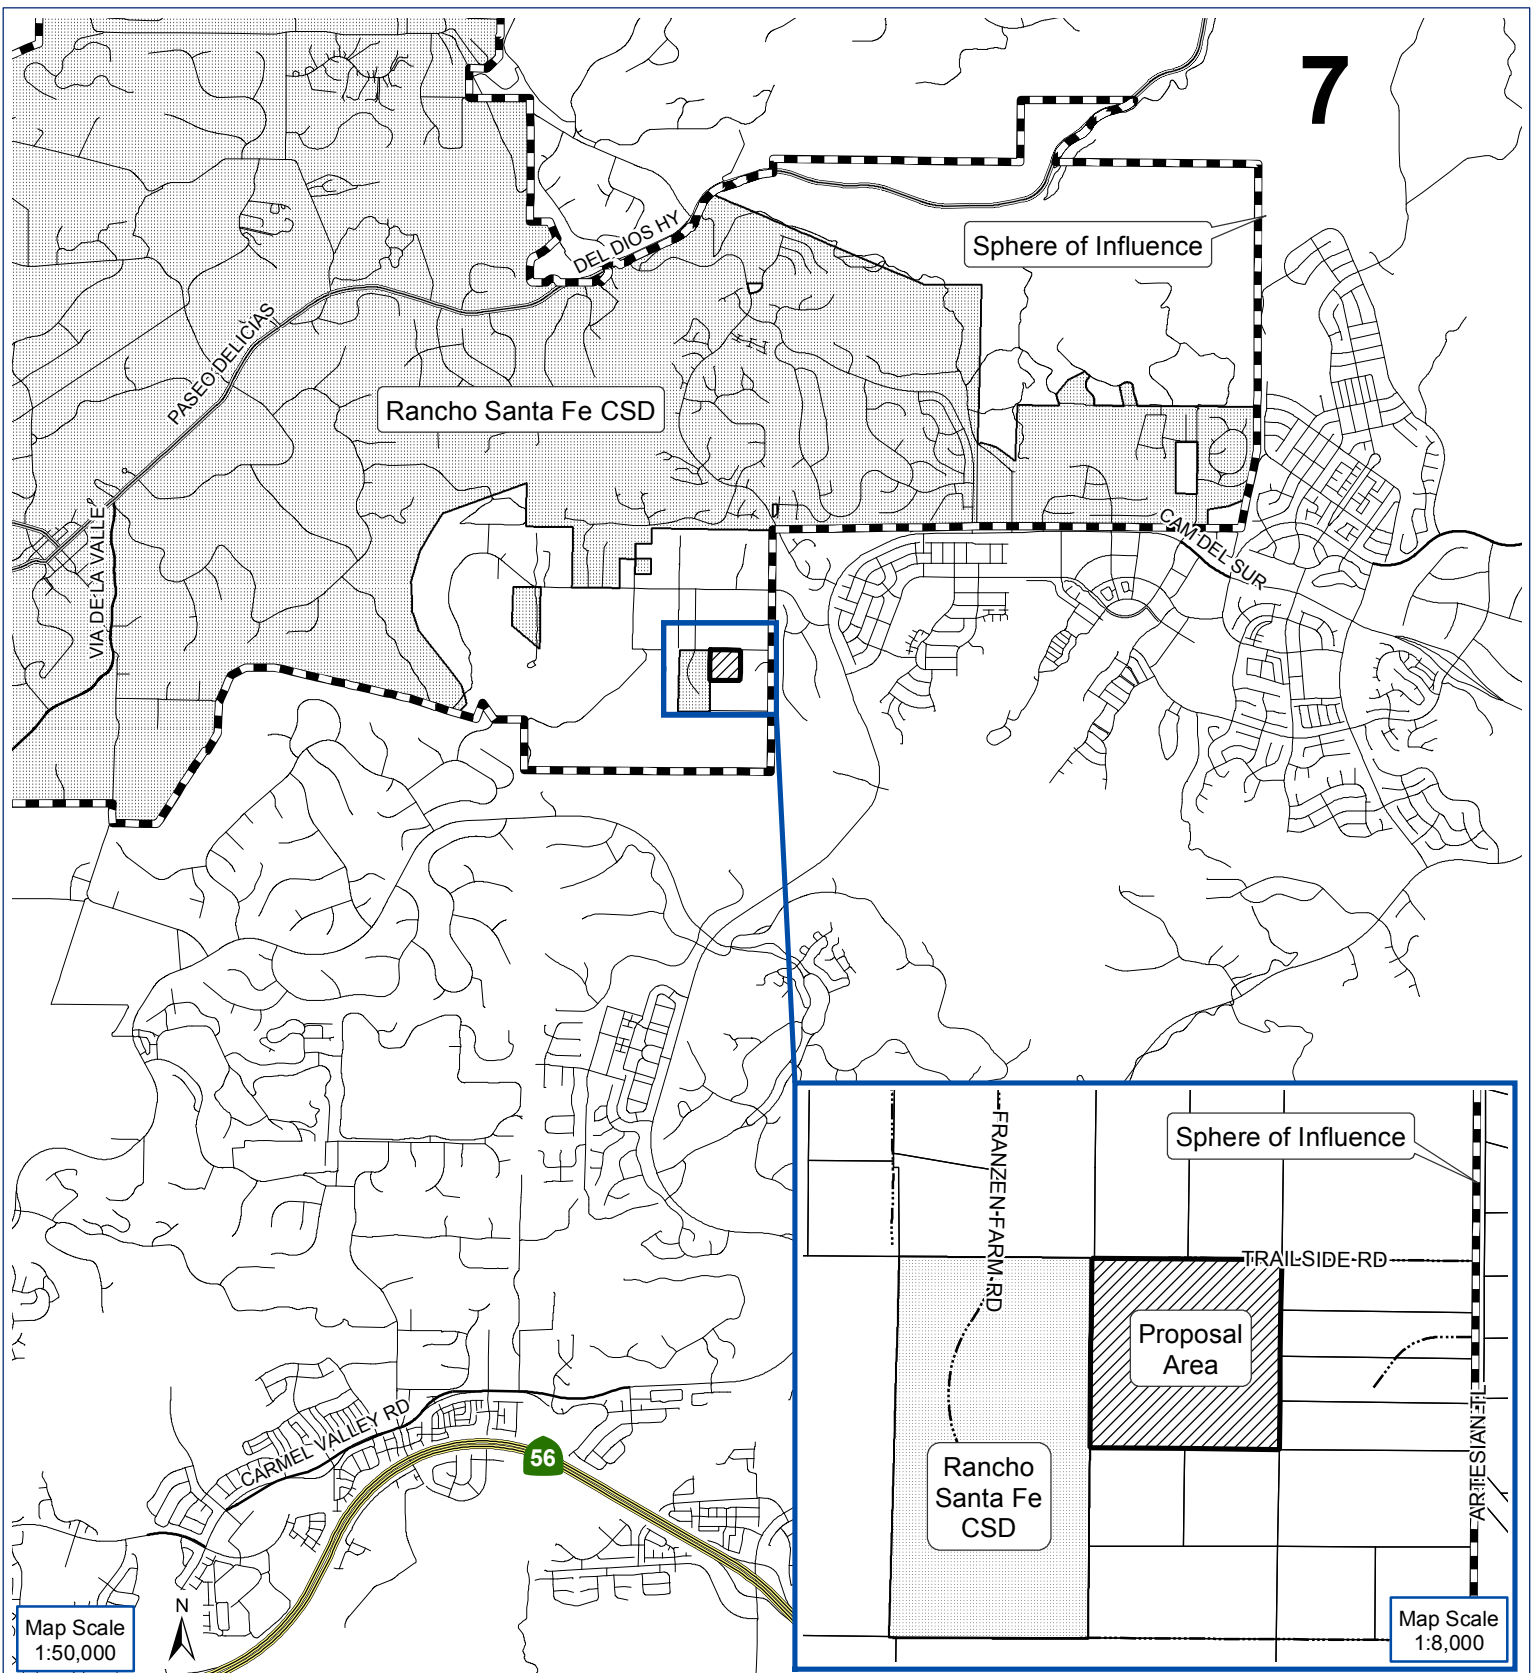 7
DEL DIOS HY
Sphere of Influence
PASEO DELICIAS
Rancho Santa Fe CSD
VIA DE LA VALLE
CAM DEL SUR
FRANZEN FARM RD
Sphere of Influence
TRAILSIDE RD
Proposal
Area
ARTESIAN TL
Rancho
Santa Fe
CSD
CARMEL VALLEY RD
56
N
Map Scale
1:50,000
Map Scale
1:8,000